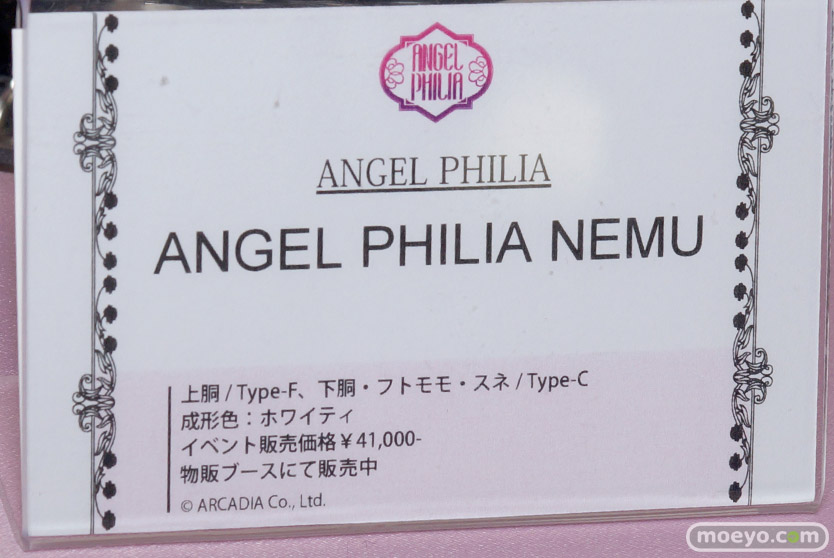 ANGEL
PHILIA
ANGEL PHILIA
ANGEL PHILIA NEMU
上胴 / Type-F、下胴・フトモモ・スネ / Type-C
成形色：ホワイティ
イベント販売価格￥41,000-
物販ブースにて販売中
© ARCADIA Co., Ltd.
moeyo.com